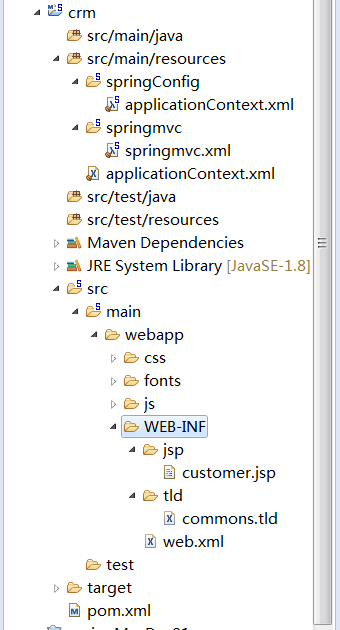 crm
src/main/java
src/main/resources
springConfig
applicationContext.xml
springmvc
springmvc.xml
applicationContext.xml
src/test/java
src/test/resources
Maven Dependencies
JRE System Library [JavaSE-1.8]
src
main
webapp
css
fonts
js
WEB-INF
jsp
customer.jsp
tld
commons.tld
web.xml
test
target
pom.xml